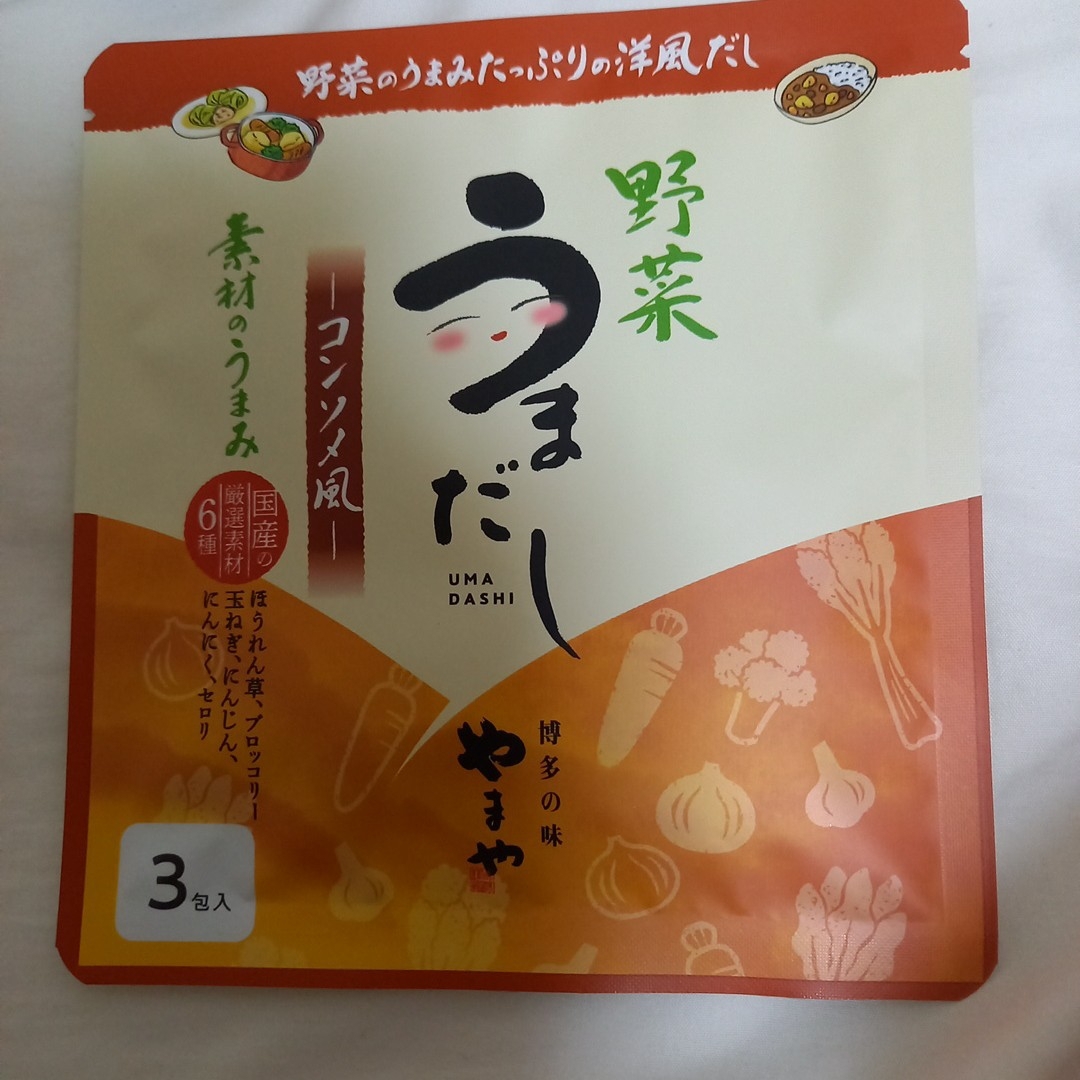 野菜のうまみたっぷりの洋風だし
野菜
うまだし
UMA
DASHI
－コンソメ風－
素材のうまみ
国産の
厳選素材
6種
ほうれん草、ブロッコリー
玉ねぎ、にんじん、
にんにく、セロリ
博多の味
やまや
3包入